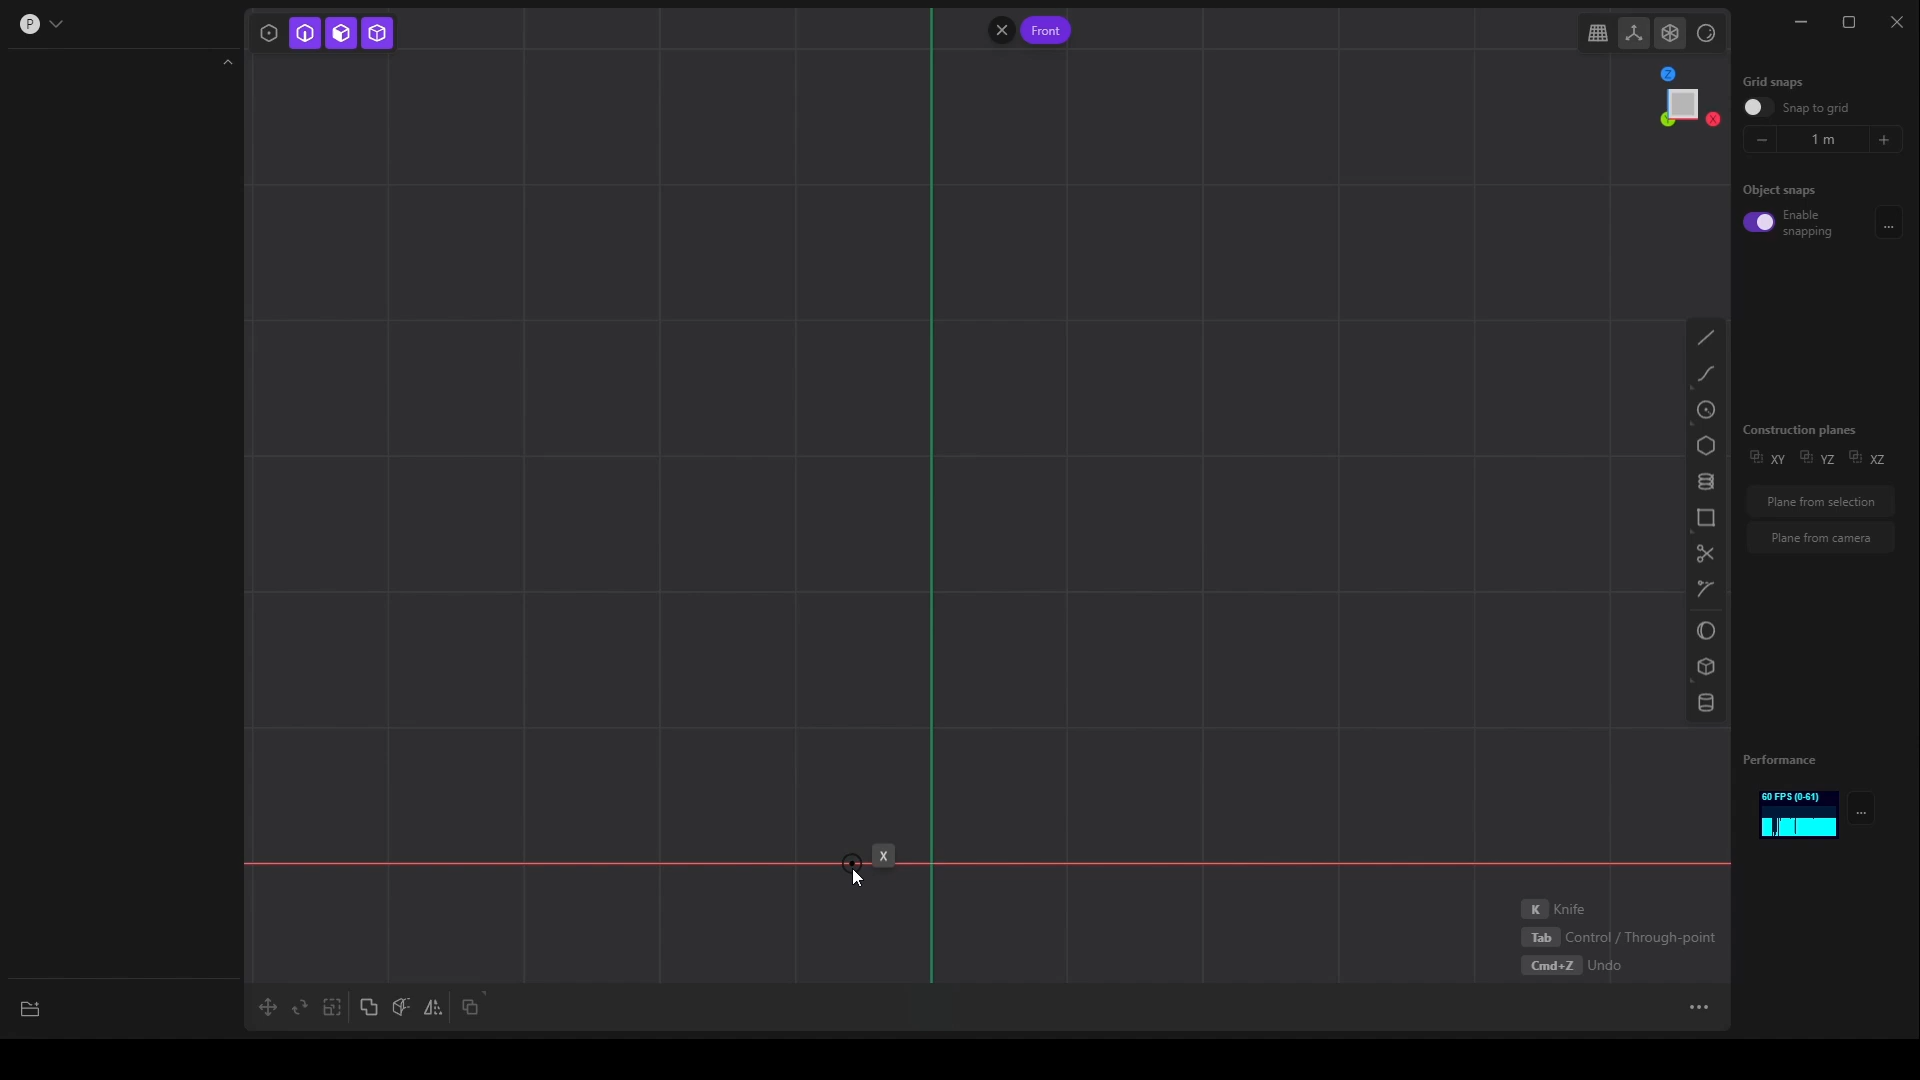 P
Front
Z
Y
X
Grid snaps
Snap to grid
1 m
Object snaps
Enable
snapping
...
Construction planes
XY
YZ
XZ
Plane from selection
Plane from camera
Performance
60 FPS (0-61)
...
X
K Knife
Tab Control / Through-point
Cmd+Z Undo